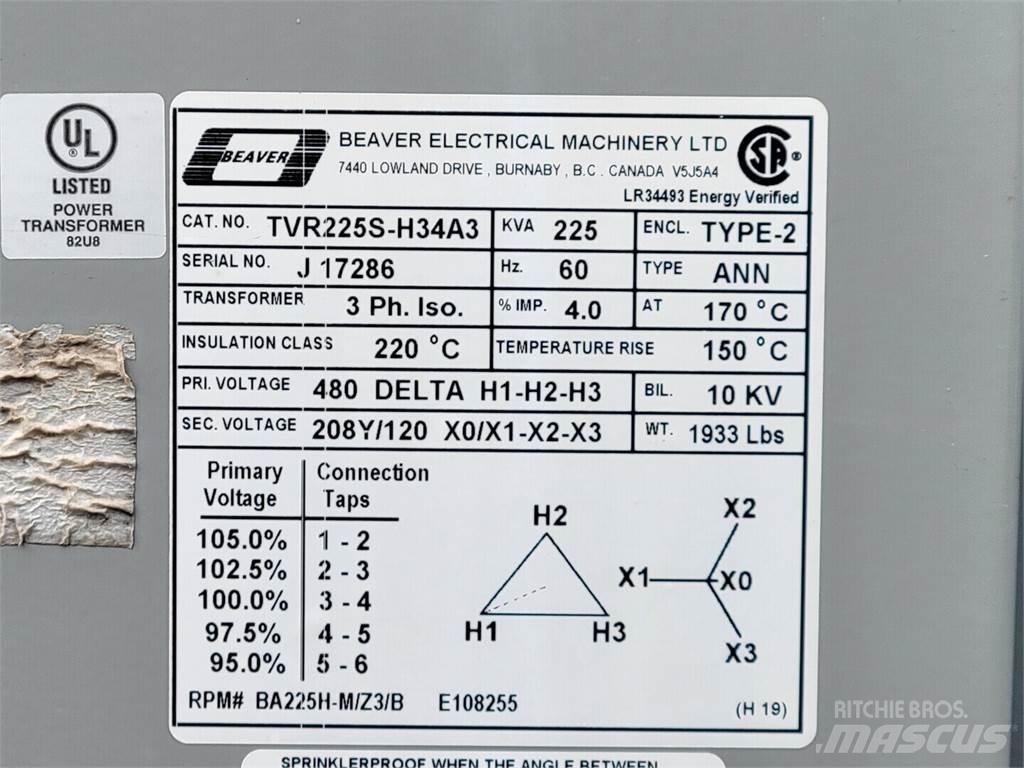 UL
LISTED
POWER
TRANSFORMER
82U8
BEAVER
BEAVER ELECTRICAL MACHINERY LTD
7440 LOWLAND DRIVE , BURNABY , B.C . CANADA V5J5A4
SA ®
LR34493 Energy Verified
CAT. NO. TVR225S-H34A3 KVA 225 ENCL. TYPE-2
SERIAL NO. J 17286 Hz. 60 TYPE ANN
TRANSFORMER 3 Ph. Iso. % IMP. 4.0 AT 170 °C
INSULATION CLASS 220 °C TEMPERATURE RISE 150 °C
PRI. VOLTAGE 480 DELTA H1-H2-H3 BIL. 10 KV
SEC. VOLTAGE 208Y/120 X0/X1-X2-X3 WT. 1933 Lbs
Primary Connection
Voltage Taps
105.0% 1 - 2
102.5% 2 - 3
100.0% 3 - 4
97.5% 4 - 5
95.0% 5 - 6
H2
H1 H3
X2
X1 X0
X3
RPM# BA225H-M/Z3/B E108255 (H 19)
SPRINKLERPROOF WHEN THE ANGLE BETWEEN
RITCHIE BROS.
MASCUS